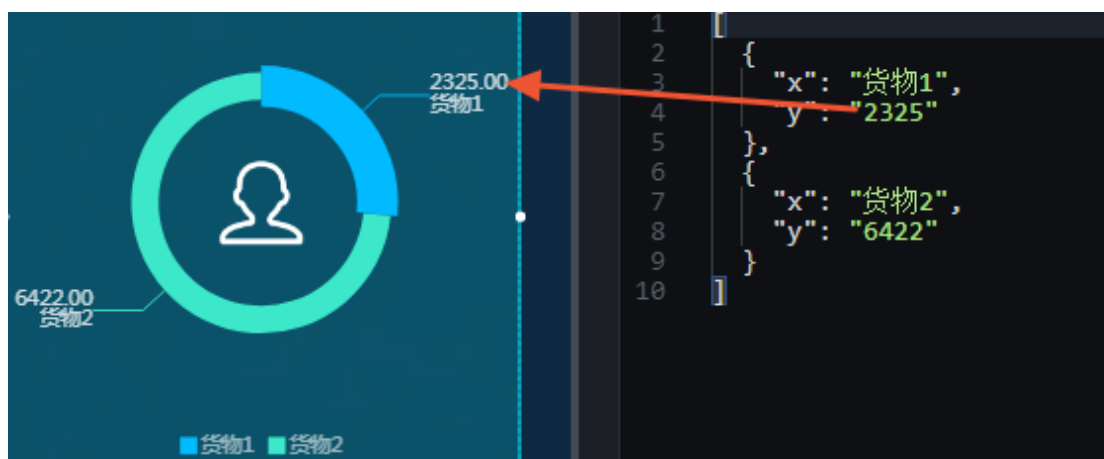 2325.00
货物1
6422.00
货物2
货物1 货物2
1 [
2 {
3 "x": "货物1",
4 "y": "2325"
5 },
6 {
7 "x": "货物2",
8 "y": "6422"
9 }
10 ]